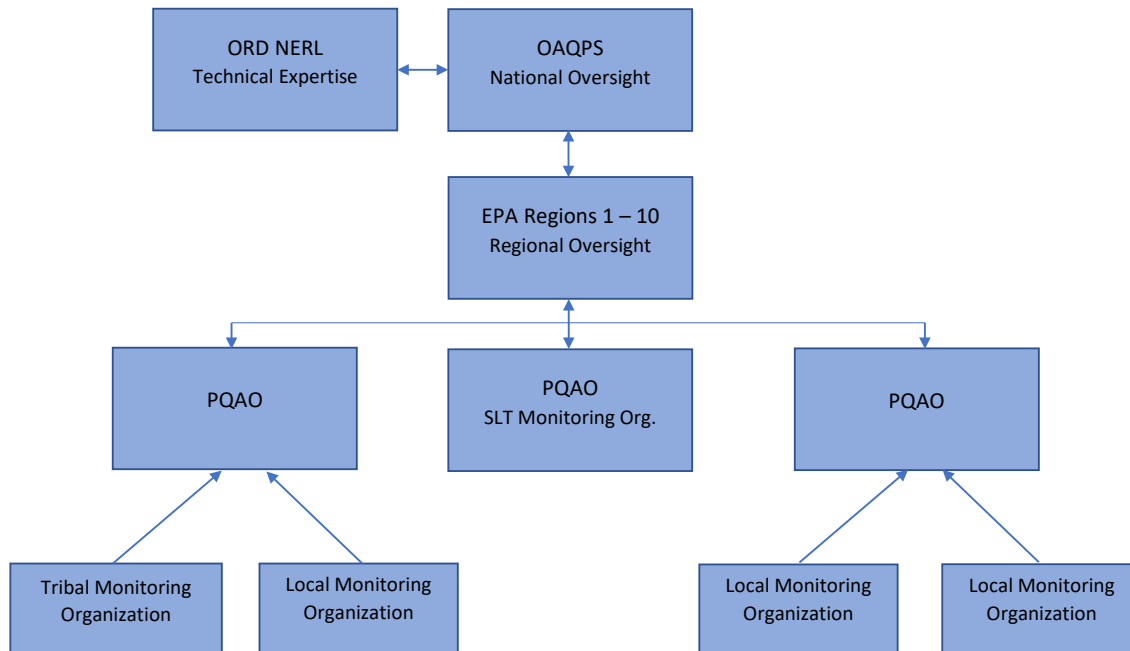 ORD NERL
Technical Expertise
OAQPS
National Oversight
EPA Regions 1 – 10
Regional Oversight
PQAO
PQAO
SLT Monitoring Org.
PQAO
Tribal Monitoring
Organization
Local Monitoring
Organization
Local Monitoring
Organization
Local Monitoring
Organization